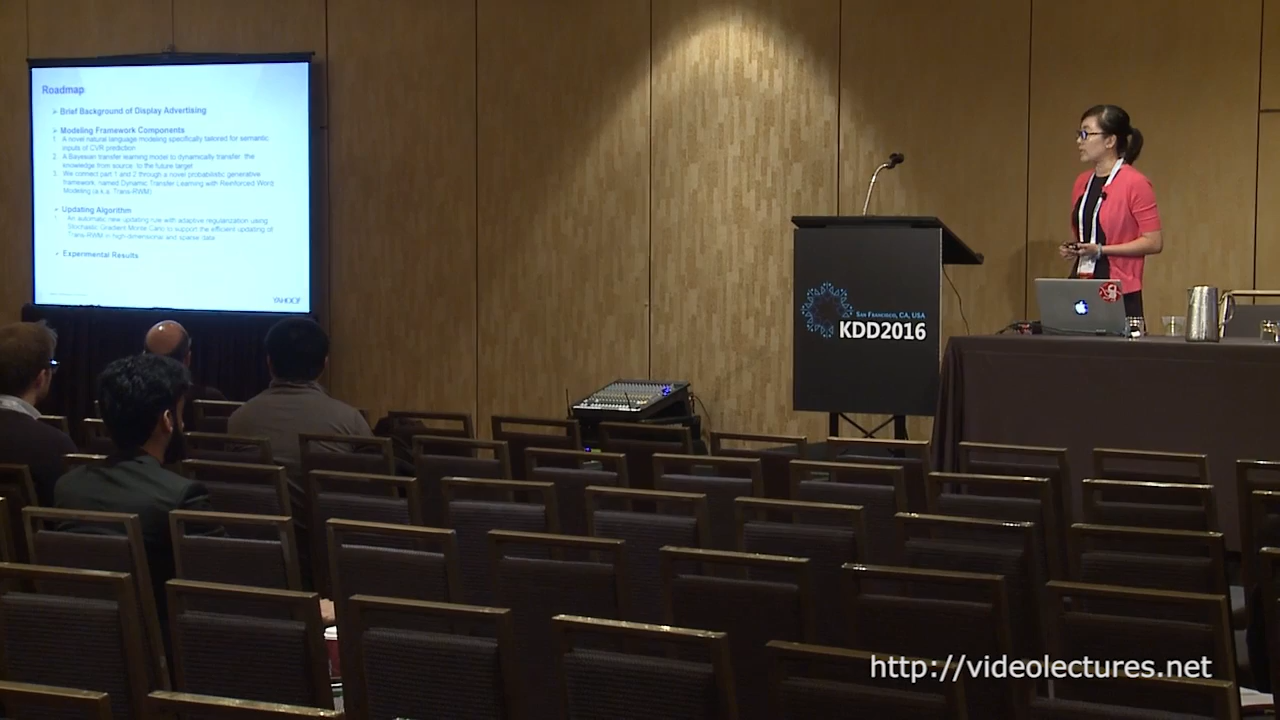 Roadmap
➢ Brief Background of Display Advertising
➢ Modeling Framework Components
1. A novel natural language modeling specifically tailored for semantic
inputs of CVR prediction
2. A Bayesian transfer learning model to dynamically transfer the
knowledge from source to the future target
3. We connect part 1 and 2 through a novel probabilistic generative
framework, named Dynamic Transfer Learning with Reinforced Word
Modeling (a.k.a. Trans-RWM)
➢ Updating Algorithm
An automatic new updating rule with adaptive regularization using
Stochastic Gradient Monte Carlo to support the efficient updating of
Trans-RWM in high-dimensional and sparse data
➢ Experimental Results
YAHOO!
SAN FRANCISCO, CA, USA
KDD2016
http://videolectures.net